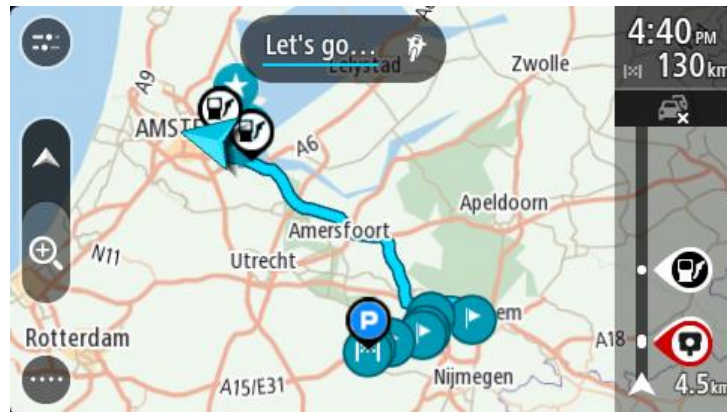 Let's go...
4:40 PM
130 km
Lelystad
Zwolle
A9
AMST
A6
Apeldoorn
Amersfoort
N11
Utrecht
em
Rotterdam
A18
A15/E31
Nijmegen
4.5 km